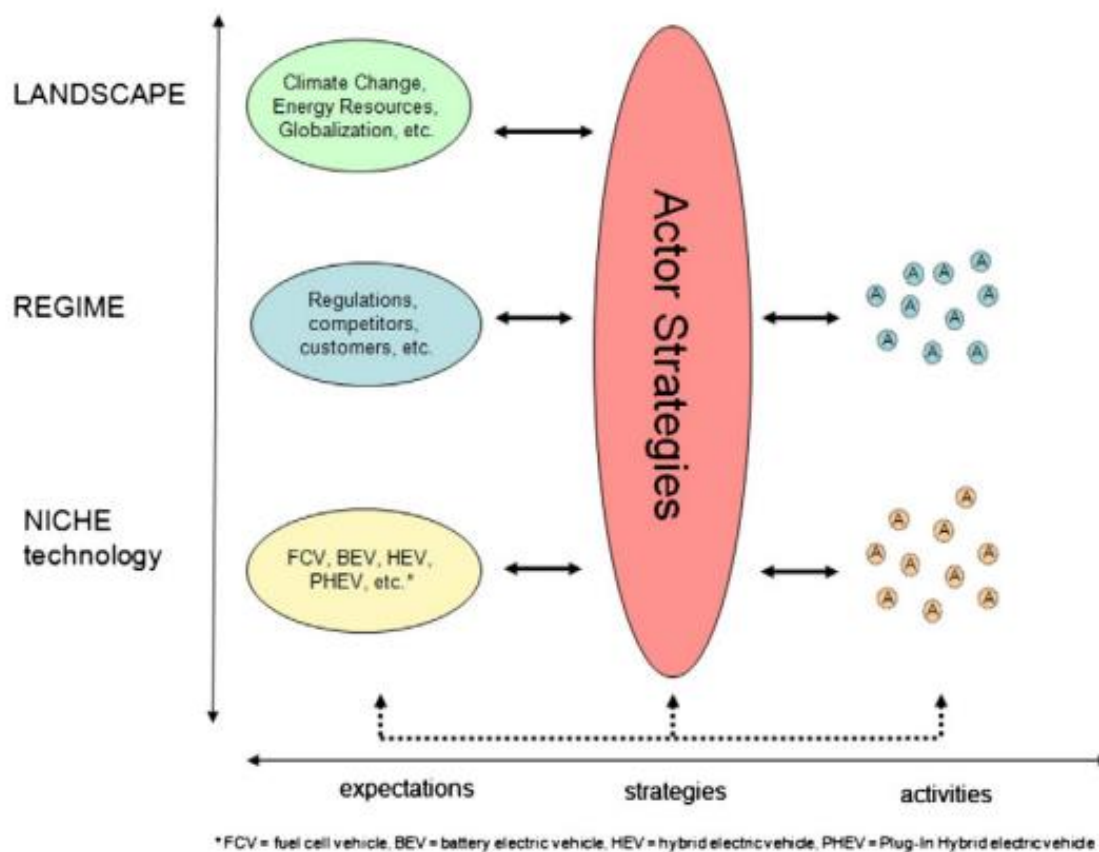 LANDSCAPE
Climate Change,
Energy Resources,
Globalization, etc.
Actor Strategies
REGIME
Regulations,
competitors,
customers, etc.
A A A A A A A A A A A
NICHE
technology
FCV, BEV, HEV,
PHEV, etc.*
A A A A A A A A A A
expectations
strategies
activities
* FCV = fuel cell vehicle, BEV = battery electric vehicle, HEV = hybrid electric vehicle, PHEV = Plug-In Hybrid electric vehicle